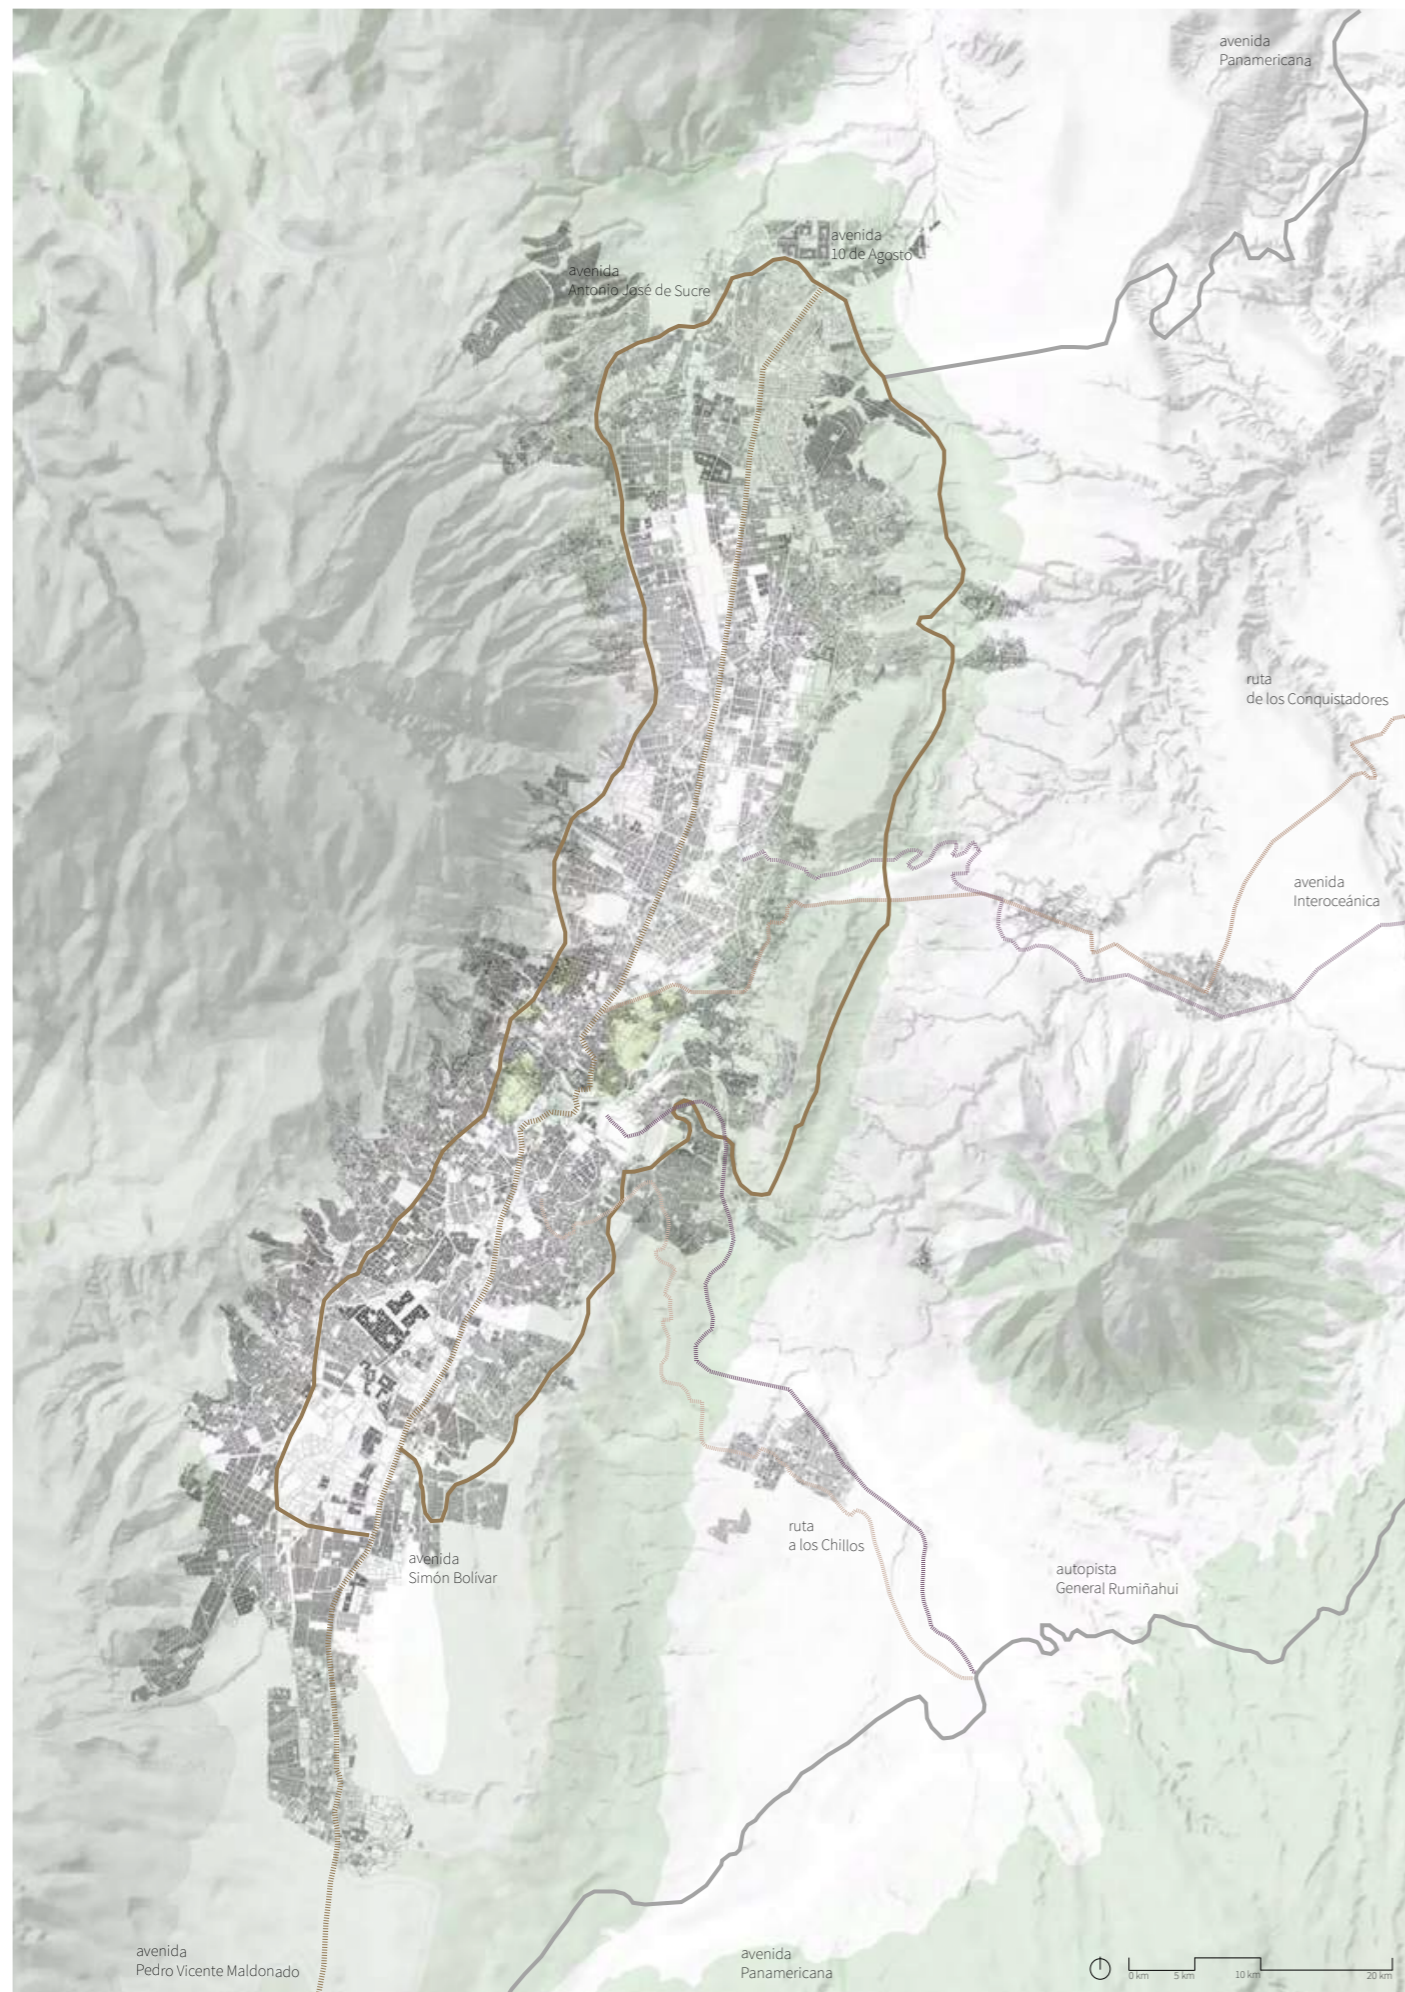 avenida
Panamericana
avenida
10 de Agosto
avenida
Antonio José de Sucre
ruta
de los Conquistadores
avenida
Interoceánica
ruta
a los Chillos
avenida
Simón Bolívar
autopista
General Rumiñahui
avenida
Pedro Vicente Maldonado
avenida
Panamericana
0 km 5 km 10 km 20 km